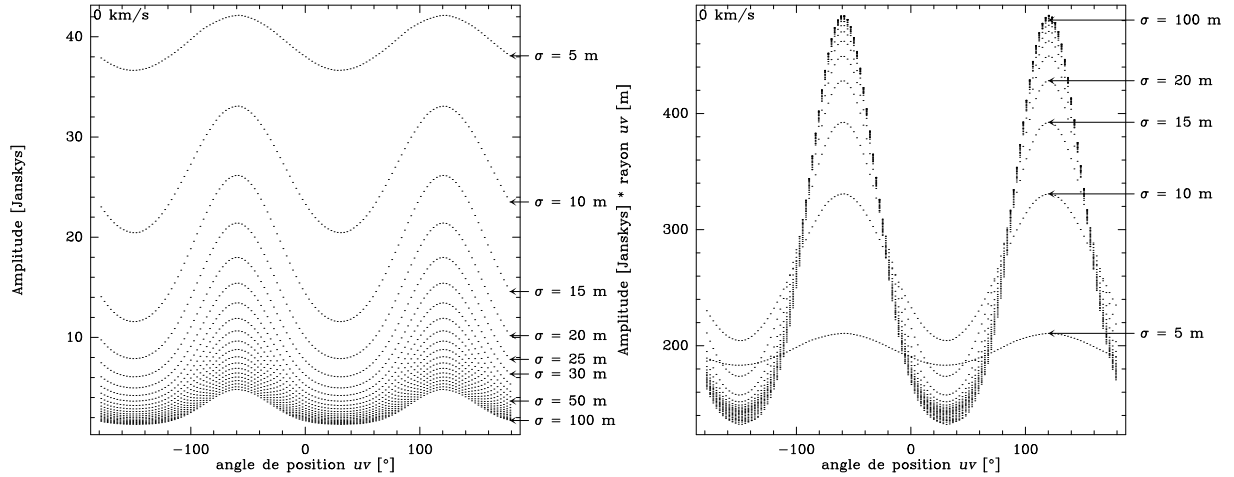 0 km/s
40
30
20
10
Amplitude [Janskys]
σ = 5 m
σ = 10 m
σ = 15 m
σ = 20 m
σ = 25 m
σ = 30 m
σ = 50 m
σ = 100 m
−100
0
100
angle de position uv [°]
0 km/s
400
300
200
Amplitude [Janskys] * rayon uv [m]
σ = 100 m
σ = 20 m
σ = 15 m
σ = 10 m
σ = 5 m
−100
0
100
angle de position uv [°]